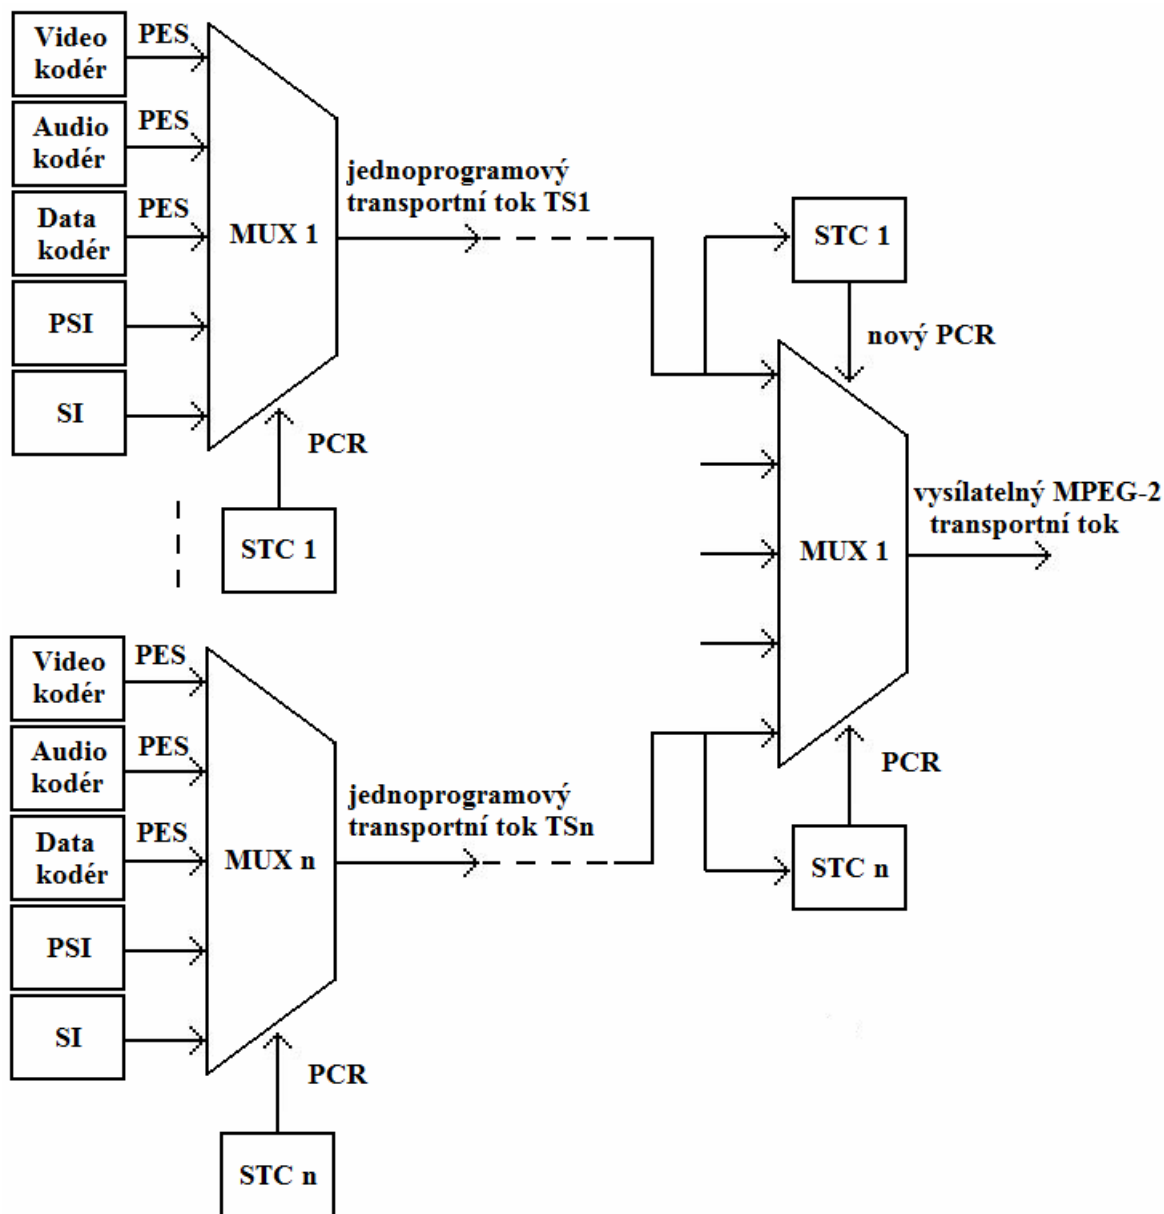 Video
kodér
PES
Audio
kodér
PES
Data
kodér
PES
PSI
SI
MUX 1
PCR
STC 1
jednoprogramový
transportní tok TS1
STC 1
nový PCR
MUX 1
vysílatelný MPEG-2
transportní tok
PCR
STC n
Video
kodér
PES
Audio
kodér
PES
Data
kodér
PES
PSI
SI
MUX n
PCR
STC n
jednoprogramový
transportní tok TSn